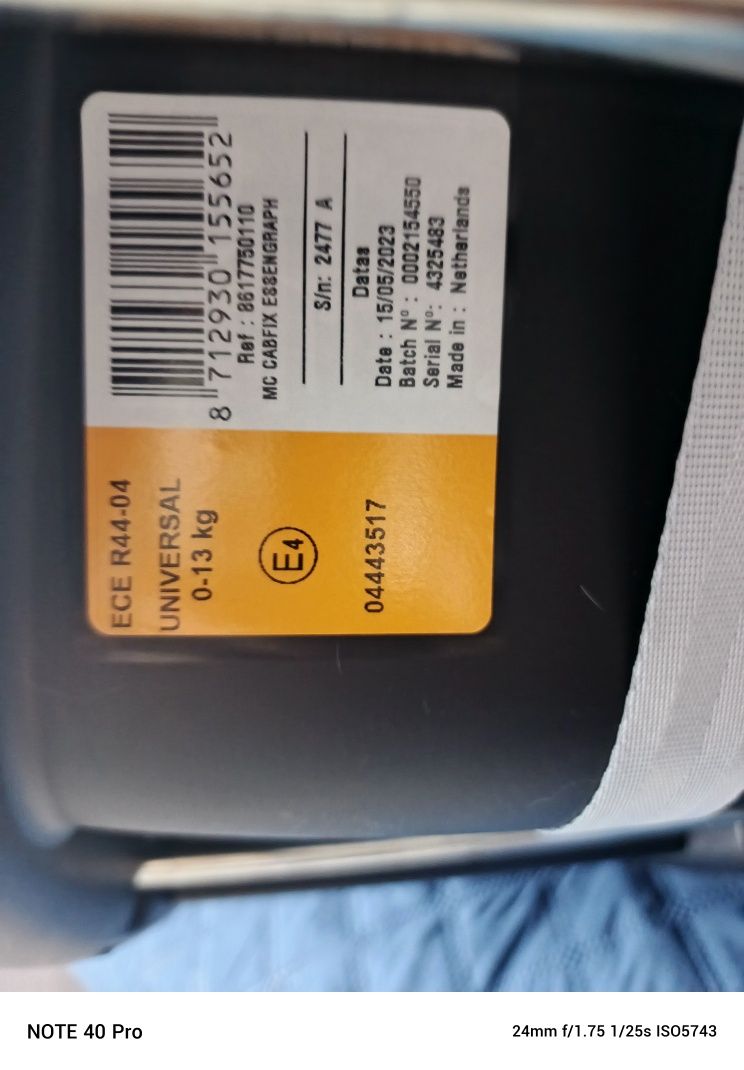 8 712930 155652
Ref : 8617750110
MC CABFIX ESSENGRAPH
S/n: 2477 A
Datas
Date : 15/05/2023
Batch Nº : 0002154550
Serial Nº: 4325483
Made in : Netherlands
ECE R44-04
UNIVERSAL
0-13 kg
E4
04443517
NOTE 40 Pro
24mm f/1.75 1/25s ISO5743